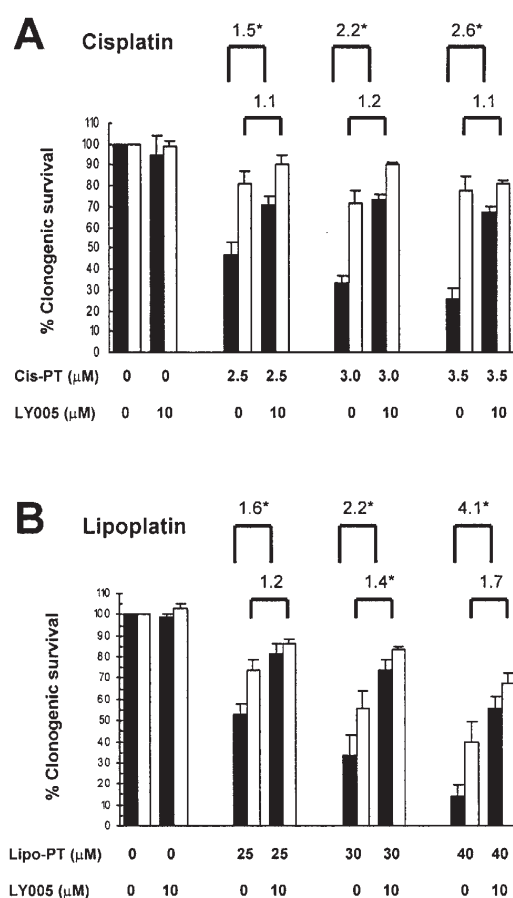 A
Cisplatin
1.5* 2.2* 2.6*
1.1 1.2 1.1
% Clonogenic survival
110
100
90
80
70
60
50
40
30
20
10
0
Cis-PT (μM) 0 0 2.5 2.5 3.0 3.0 3.5 3.5
LY005 (μM) 0 10 0 10 0 10 0 10
B
Lipoplatin
1.6* 2.2* 4.1*
1.2 1.4* 1.7
% Clonogenic survival
110
100
90
80
70
60
50
40
30
20
10
0
Lipo-PT (μM) 0 0 25 25 30 30 40 40
LY005 (μM) 0 10 0 10 0 10 0 10